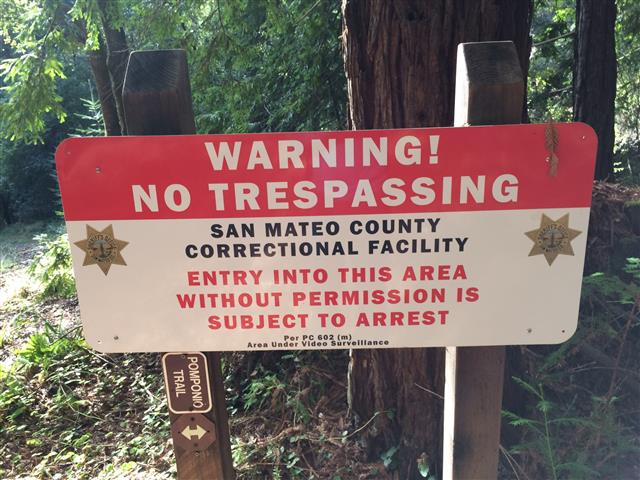 WARNING!
NO TRESPASSING
SAN MATEO COUNTY
CORRECTIONAL FACILITY
ENTRY INTO THIS AREA
WITHOUT PERMISSION IS
SUBJECT TO ARREST
Per PC 602 (m)
Area Under Video Surveillance
POMPONIO
TRAIL